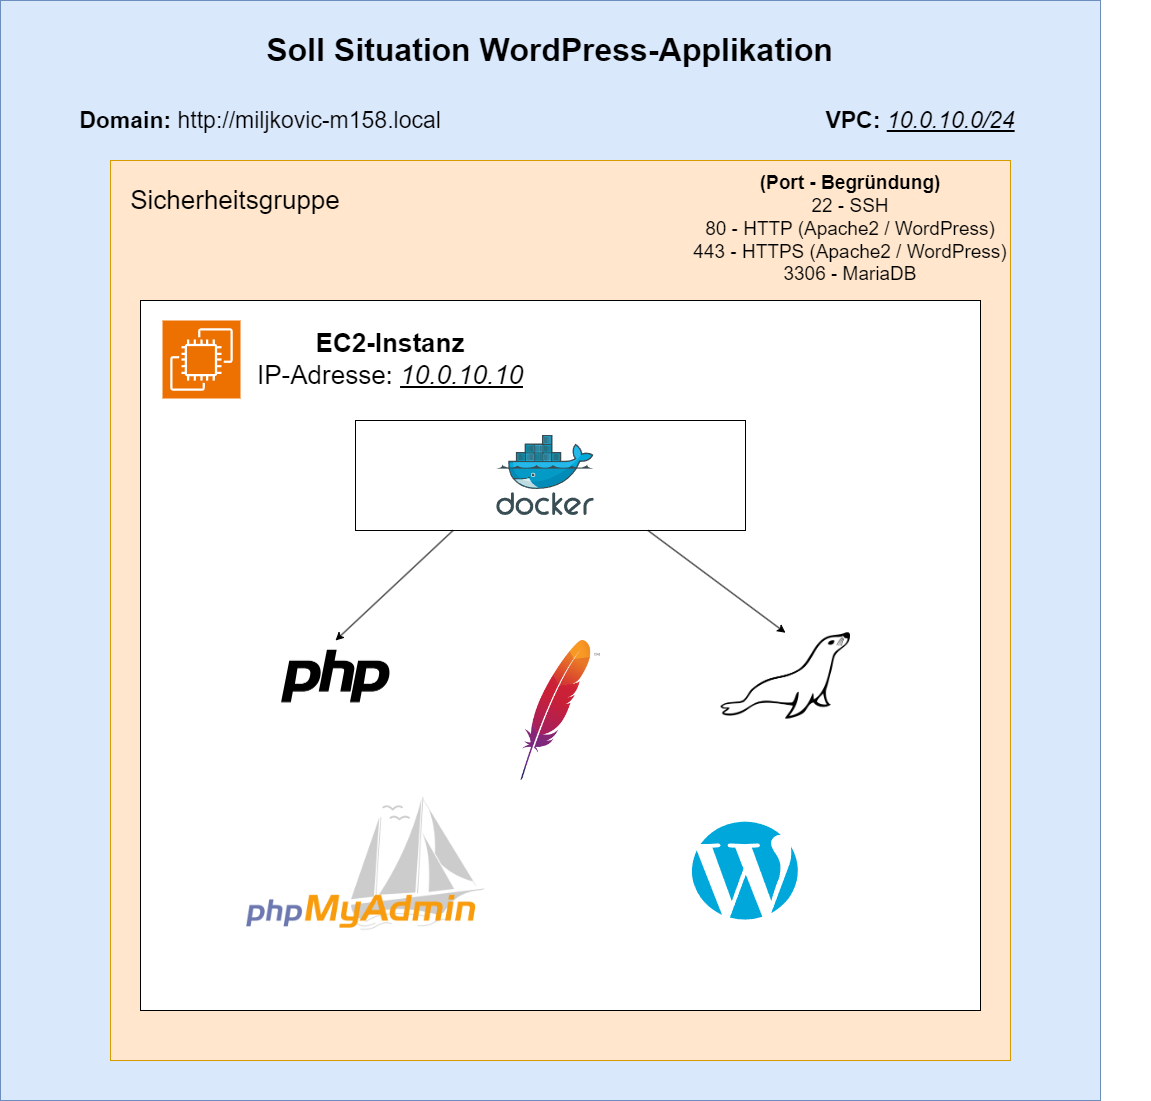 Soll Situation WordPress-Applikation
Domain: http://miljkovic-m158.local
VPC: 10.0.10.0/24
Sicherheitsgruppe
(Port - Begründung)
22 - SSH
80 - HTTP (Apache2 / WordPress)
443 - HTTPS (Apache2 / WordPress)
3306 - MariaDB
EC2-Instanz
IP-Adresse: 10.0.10.10
docker
php
phpMyAdmin
W